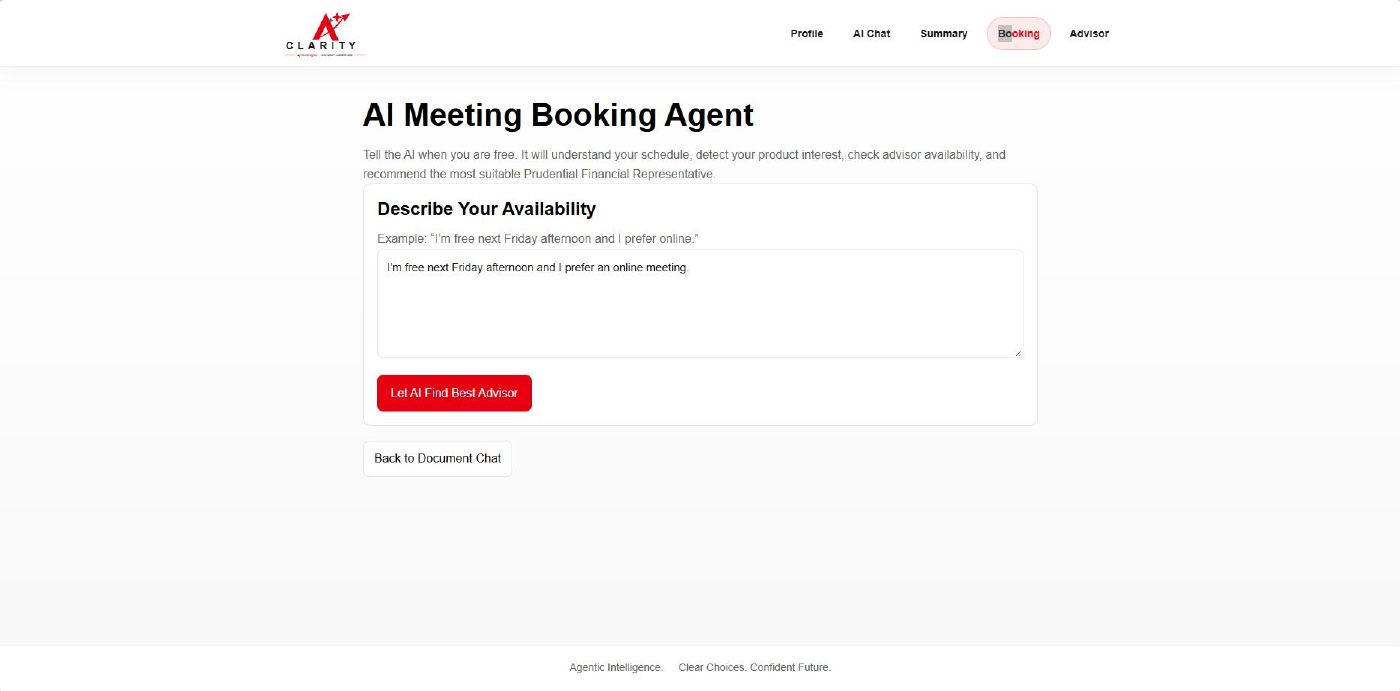 CLARITY
Profile
AI Chat
Summary
Booking
Advisor
AI Meeting Booking Agent
Tell the AI when you are free. It will understand your schedule, detect your product interest, check advisor availability, and
recommend the most suitable Prudential Financial Representative.
Describe Your Availability
Example: “I’m free next Friday afternoon and I prefer online.”
I'm free next Friday afternoon and I prefer an online meeting.
Let AI Find Best Advisor
Back to Document Chat
Agentic Intelligence. Clear Choices. Confident Future.